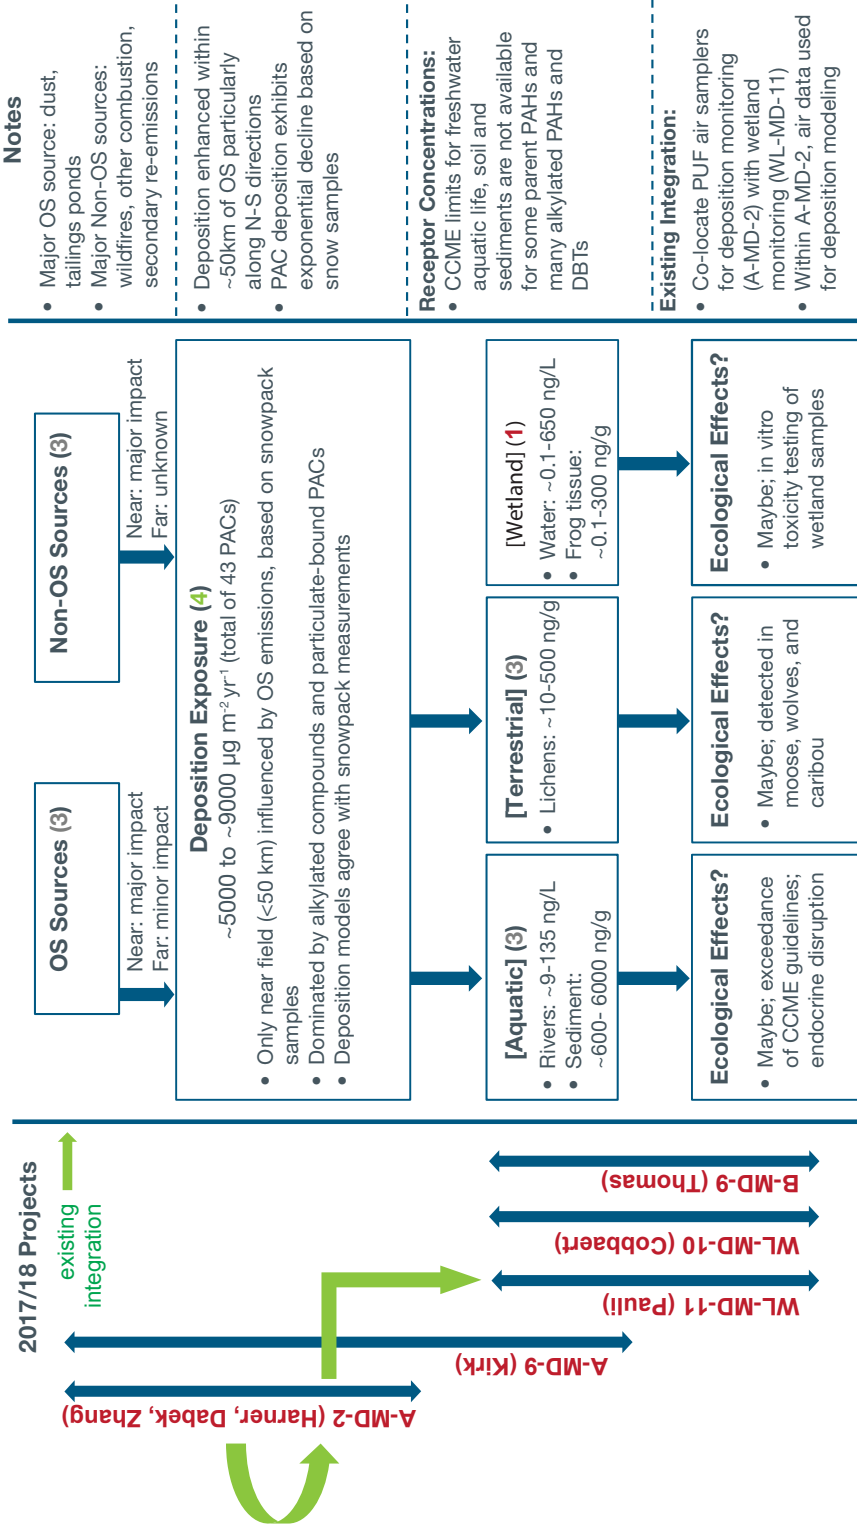 2017/18 Projects
existing
integration
A-MD-2 (Harner, Dabek, Zhang)
A-MD-9 (Kirk)
WL-MD-11 (Pauli)
WL-MD-10 (Cobbaert)
B-MD-9 (Thomas)
OS Sources (3)
Near: major impact
Far: minor impact
Non-OS Sources (3)
Near: major impact
Far: unknown
Deposition Exposure (4)
~5000 to ~9000 µg m⁻² yr⁻¹ (total of 43 PACs)
• Only near field (<50 km) influenced by OS emissions, based on snowpack
samples
• Dominated by alkylated compounds and particulate-bound PACs
• Deposition models agree with snowpack measurements
[Aquatic] (3)
• Rivers: ~9-135 ng/L
• Sediment:
~600- 6000 ng/g
[Terrestrial] (3)
• Lichens: ~10-500 ng/g
[Wetland] (1)
• Water: ~0.1-650 ng/L
• Frog tissue:
~0.1-300 ng/g
Ecological Effects?
• Maybe; exceedance
of CCME guidelines;
endocrine disruption
Ecological Effects?
• Maybe; detected in
moose, wolves, and
caribou
Ecological Effects?
• Maybe; in vitro
toxicity testing of
wetland samples
Notes
• Major OS source: dust,
tailings ponds
• Major Non-OS sources:
wildfires, other combustion,
secondary re-emissions
• Deposition enhanced within
~50km of OS particularly
along N-S directions
• PAC deposition exhibits
exponential decline based on
snow samples
Receptor Concentrations:
• CCME limits for freshwater
aquatic life, soil and
sediments are not available
for some parent PAHs and
many alkylated PAHs and
DBTs
Existing Integration:
• Co-locate PUF air samplers
for deposition monitoring
(A-MD-2) with wetland
monitoring (WL-MD-11)
• Within A-MD-2, air data used
for deposition modeling